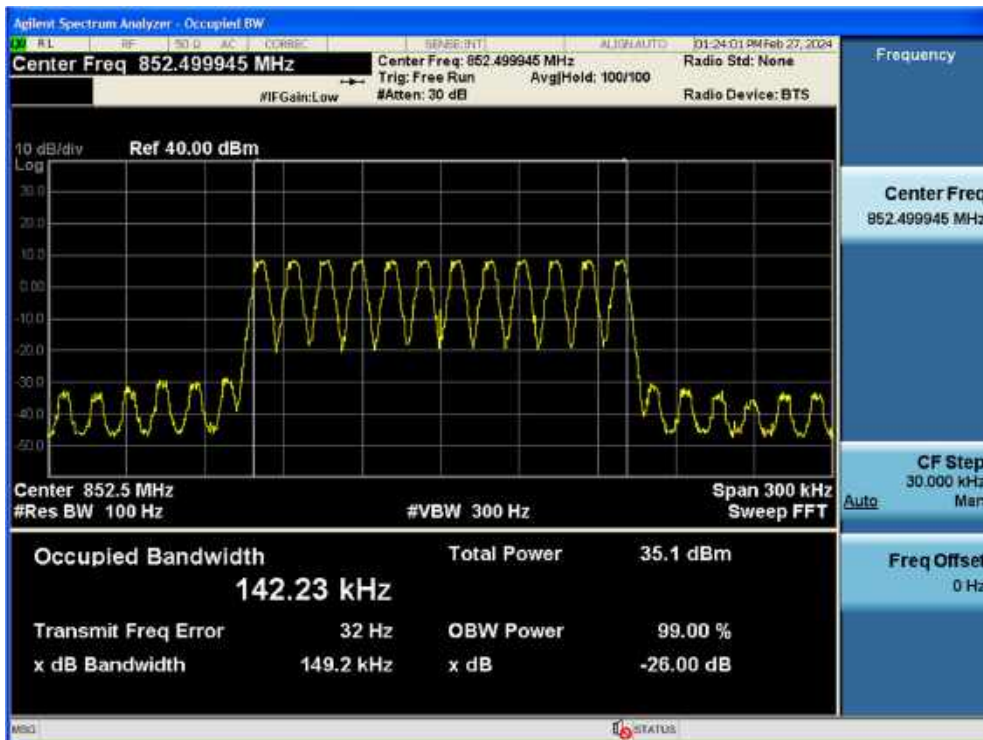 Agilent Spectrum Analyzer - Occupied BW
RL RF 50 Ω AC CORREC SENSE:INT ALIGN AUTO 01:24:01 PM Feb 27, 2024
Center Freq 852.499945 MHz
Center Freq: 852.499945 MHz
Radio Std: None
Trig: Free Run Avg|Hold: 100/100
#IFGain:Low
#Atten: 30 dB
Radio Device: BTS
Frequency
10 dB/div Ref 40.00 dBm
Log
30.0
20.0
10.0
0.00
-10.0
-20.0
-30.0
-40.0
-50.0
Center Freq
852.499945 MHz
Center 852.5 MHz
Span 300 kHz
#Res BW 100 Hz
#VBW 300 Hz
Sweep FFT
CF Step
30.000 kHz
Auto Man
Occupied Bandwidth
142.23 kHz
Total Power 35.1 dBm
Transmit Freq Error 32 Hz
OBW Power 99.00 %
x dB Bandwidth 149.2 kHz
x dB -26.00 dB
Freq Offset
0 Hz
MSG
STATUS